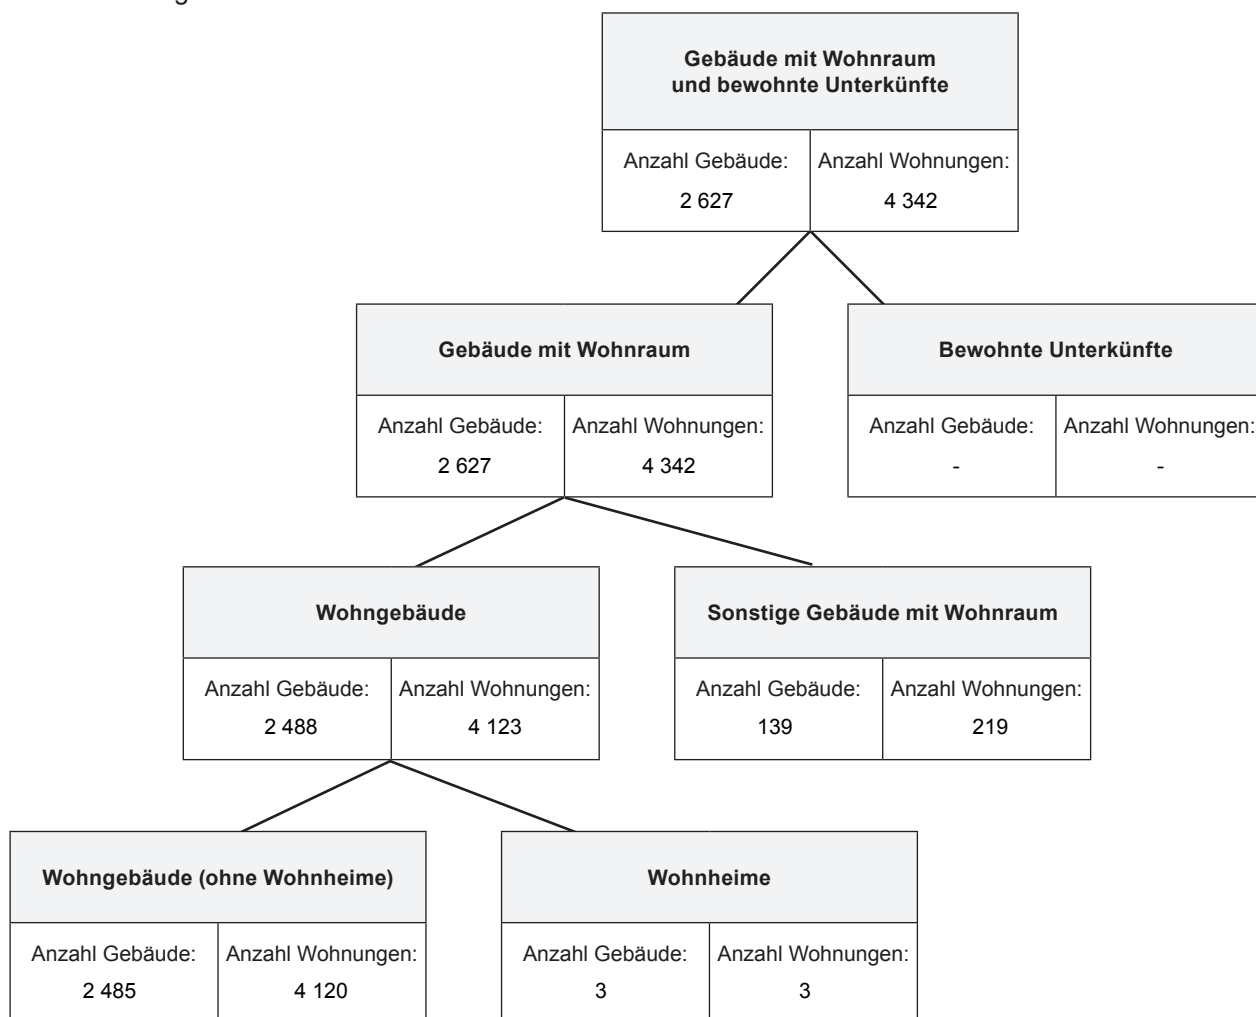 Gebäude mit Wohnraum
und bewohnte Unterkünfte
Anzahl Gebäude: Anzahl Wohnungen:
2 627 4 342
Gebäude mit Wohnraum Bewohnte Unterkünfte
Anzahl Gebäude: Anzahl Wohnungen: Anzahl Gebäude: Anzahl Wohnungen:
2 627 4 342 - -
Wohngebäude Sonstige Gebäude mit Wohnraum
Anzahl Gebäude: Anzahl Wohnungen: Anzahl Gebäude: Anzahl Wohnungen:
2 488 4 123 139 219
Wohngebäude (ohne Wohnheime) Wohnheime
Anzahl Gebäude: Anzahl Wohnungen: Anzahl Gebäude: Anzahl Wohnungen:
2 485 4 120 3 3